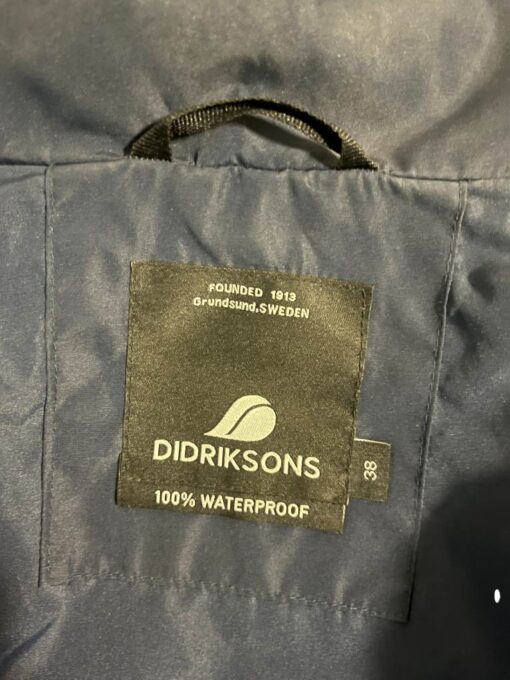 FOUNDED 1913
Grundsund,SWEDEN
DIDRIKSONS
38
100% WATERPROOF